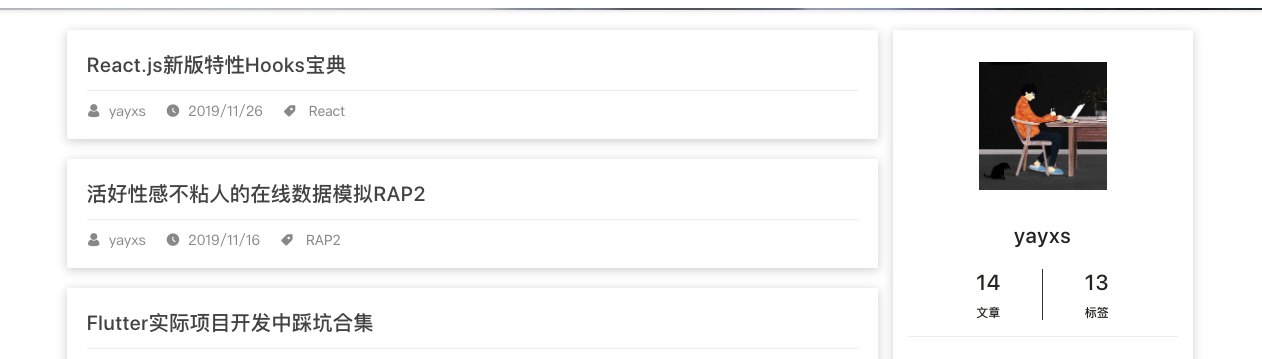 React.js新版特性Hooks宝典
yayxs 2019/11/26 React
活好性感不粘人的在线数据模拟RAP2
yayxs 2019/11/16 RAP2
Flutter实际项目开发中踩坑合集
yayxs
14 13
文章 标签